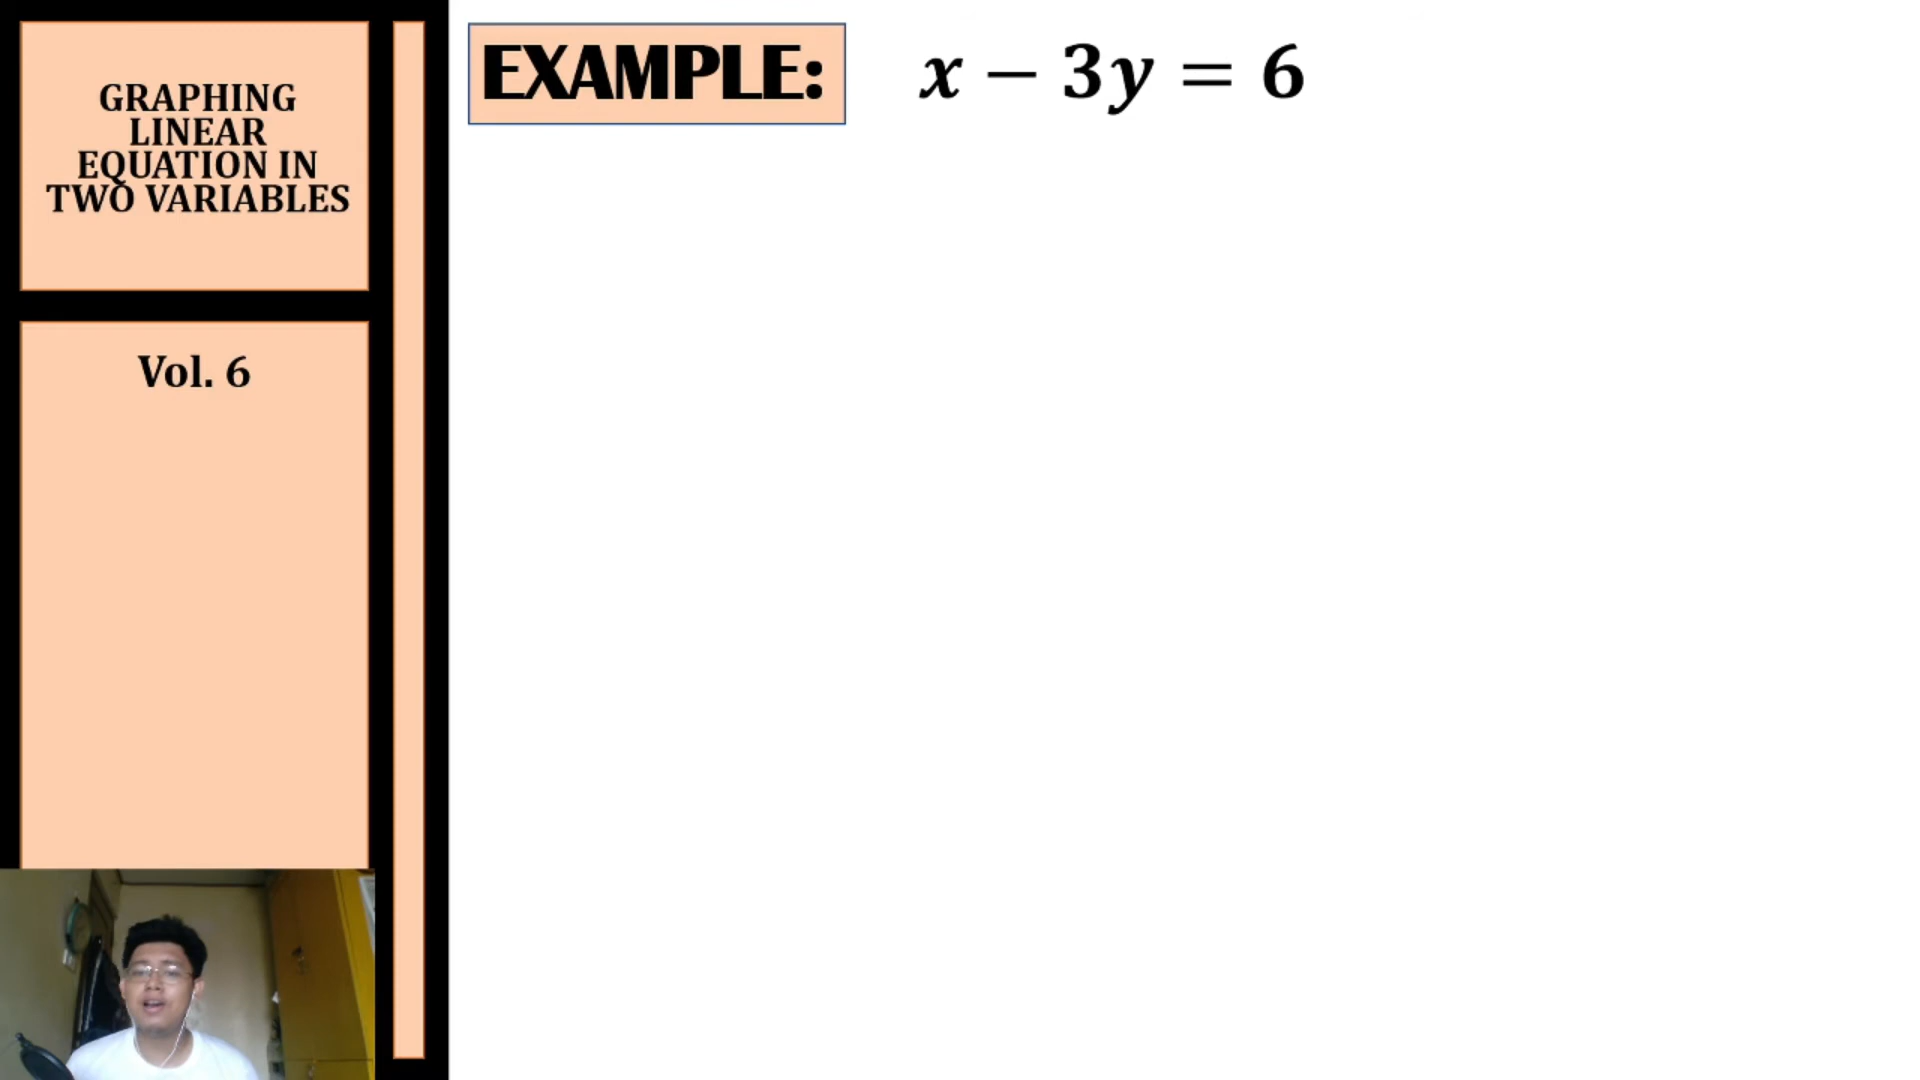 GRAPHING
LINEAR
EQUATION IN
TWO VARIABLES
Vol. 6
EXAMPLE: x − 3y = 6